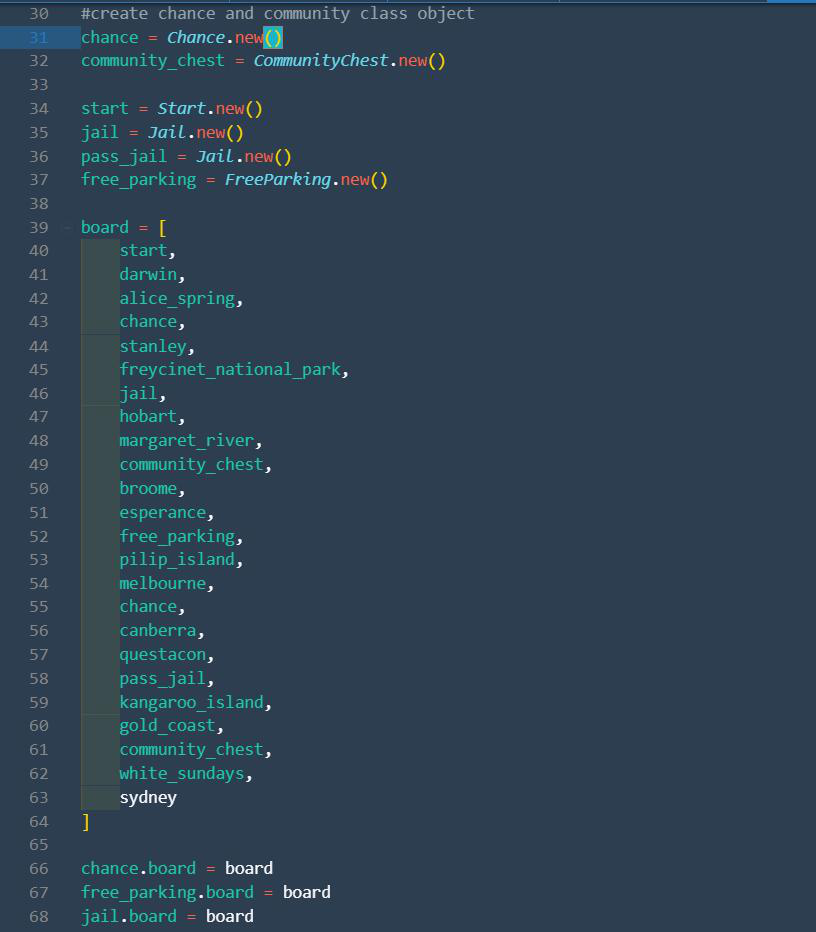 30 #create chance and community class object
31 chance = Chance.new()
32 community_chest = CommunityChest.new()
33
34 start = Start.new()
35 jail = Jail.new()
36 pass_jail = Jail.new()
37 free_parking = FreeParking.new()
38
39 board = [
40 start,
41 darwin,
42 alice_spring,
43 chance,
44 stanley,
45 freycinet_national_park,
46 jail,
47 hobart,
48 margaret_river,
49 community_chest,
50 broome,
51 esperance,
52 free_parking,
53 pilip_island,
54 melbourne,
55 chance,
56 canberra,
57 questacon,
58 pass_jail,
59 kangaroo_island,
60 gold_coast,
61 community_chest,
62 white_sundays,
63 sydney
64 ]
65
66 chance.board = board
67 free_parking.board = board
68 jail.board = board